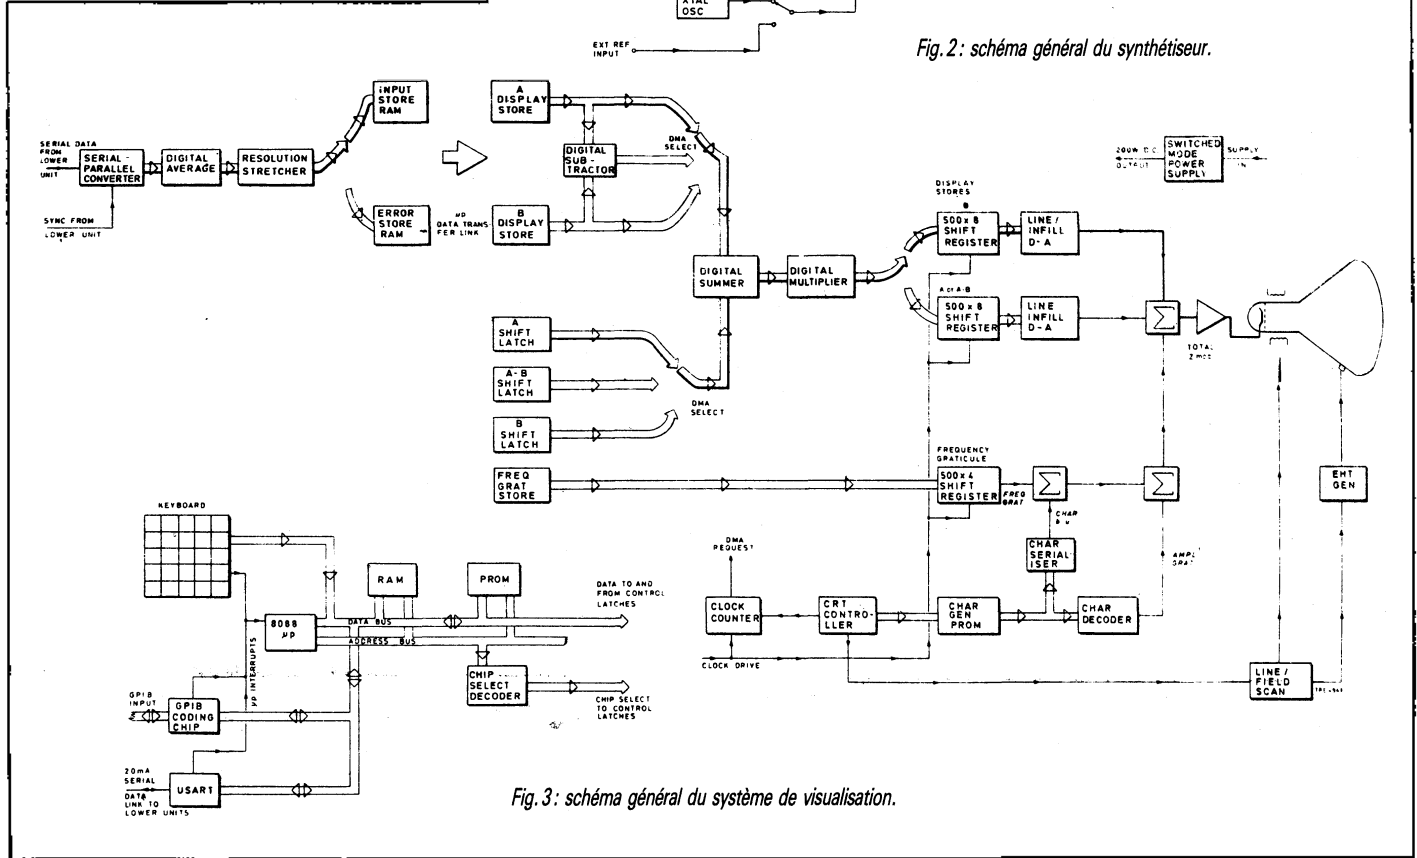 XTAL
OSC
EXT REF
INPUT
Fig. 2 : schéma général du synthétiseur.
INPUT
STORE
RAM
A
DISPLAY
STORE
DMA
SELECT
SERIAL DATA
FROM
LOWER
UNIT
SERIAL-
PARALLEL
CONVERTER
DIGITAL
AVERAGE
RESOLUTION
STRETCHER
DIGITAL
SUB-
TRACTOR
200W D.C.
OUTPUT
SWITCHED
MODE
POWER
SUPPLY
SUPPLY
IN
SYNC FROM
LOWER UNIT
ERROR
STORE
RAM
µP
DATA TRANS
FER LINK
B
DISPLAY
STORE
DISPLAY
STORES
B
500 x 8
SHIFT
REGISTER
LINE /
INFILL
D-A
DIGITAL
SUMMER
DIGITAL
MULTIPLIER
A or A-B
500 x 8
SHIFT
REGISTER
LINE
INFILL
D-A
Σ
TOTAL
A
SHIFT
LATCH
A-B
SHIFT
LATCH
DMA
SELECT
B
SHIFT
LATCH
FREQ
GRAT
STORE
FREQUENCY
GRATICULE
500 x 4
SHIFT
REGISTER
FREQ
GRAT
Σ
Σ
EHT
GEN
CHAR
KEYBOARD
DMA
REQUEST
CHAR
SERIAL-
ISER
AMPL
GRAT
RAM
PROM
DATA TO AND
FROM CONTROL
LATCHES
CLOCK
COUNTER
CRT
CONTRO-
LLER
CHAR
GEN
PROM
CHAR
DECODER
8088
µP
DATA BUS
ADDRESS BUS
CLOCK DRIVE
µP INTERRUPTS
CHIP
SELECT
DECODER
CHIP SELECT
TO CONTROL
LATCHES
LINE /
FIELD
SCAN
GPIB
INPUT
GPIB
CODING
CHIP
20mA
SERIAL
DATA
LINK TO
LOWER UNITS
USART
Fig. 3 : schéma général du système de visualisation.